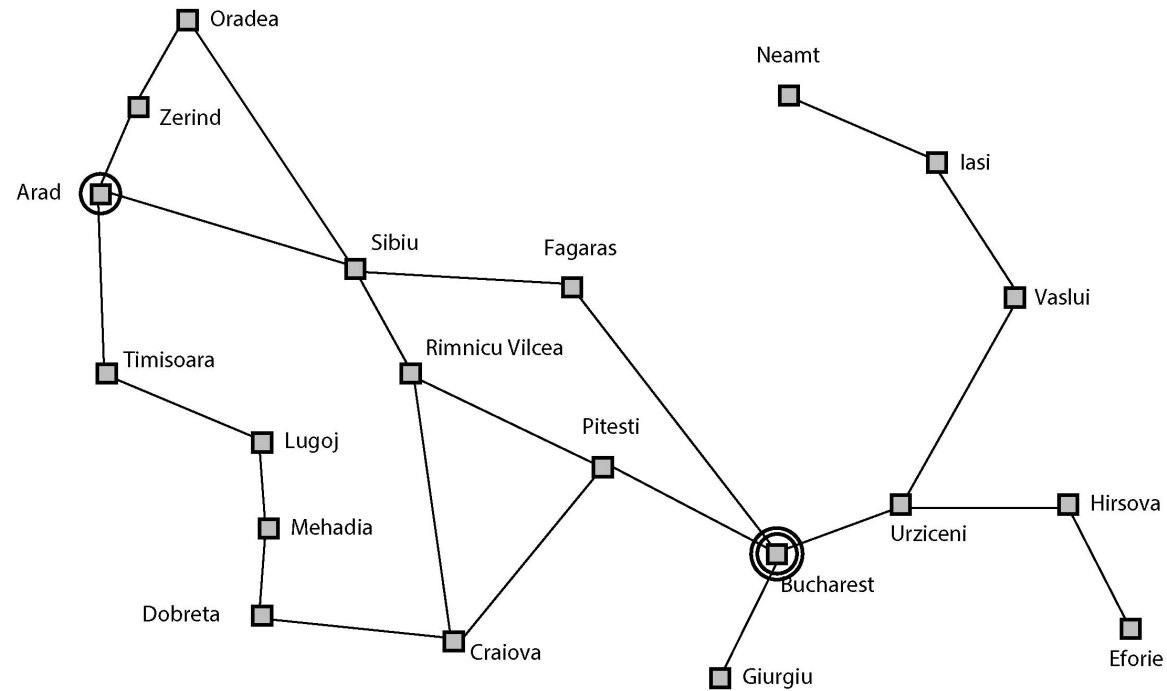 Oradea
Neamt
Zerind
Iasi
Arad
Sibiu
Fagaras
Vaslui
Rimnicu Vilcea
Timisoara
Pitesti
Lugoj
Hirsova
Mehadia
Urziceni
Bucharest
Dobreta
Craiova
Eforie
Giurgiu